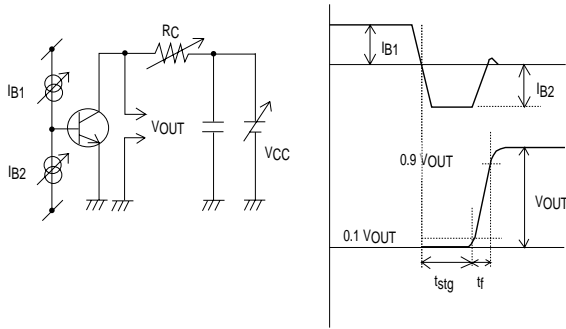 RC
IB1
IB2
VOUT
VCC
IB1
IB2
0.9 VOUT
0.1 VOUT
VOUT
tstg
tf